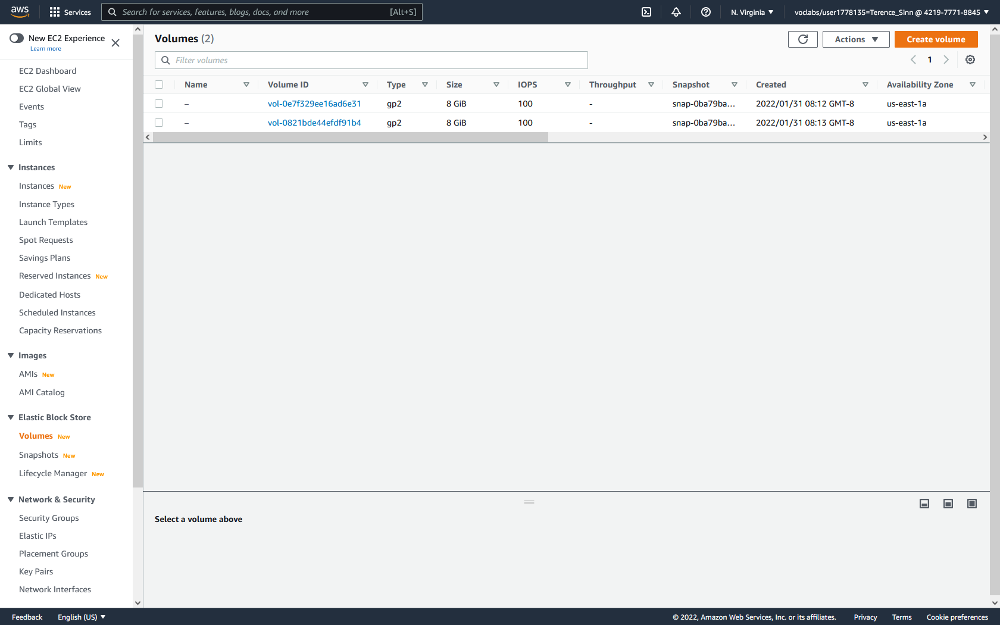 aws
Services
Search for services, features, blogs, docs, and more
[Alt+S]
N. Virginia
voclabs/user1778135=Terence_Sinn @ 4219-7771-8845
New EC2 Experience
Learn more
EC2 Dashboard
EC2 Global View
Events
Tags
Limits
Instances
Instances New
Instance Types
Launch Templates
Spot Requests
Savings Plans
Reserved Instances New
Dedicated Hosts
Scheduled Instances
Capacity Reservations
Images
AMIs New
AMI Catalog
Elastic Block Store
Volumes New
Snapshots New
Lifecycle Manager New
Network & Security
Security Groups
Elastic IPs
Placement Groups
Key Pairs
Network Interfaces
Volumes (2)
Actions
Create volume
Filter volumes
1
Name Volume ID Type Size IOPS Throughput Snapshot Created Availability Zone
– vol-0e7f329ee16ad6e31 gp2 8 GiB 100 - snap-0ba79ba... 2022/01/31 08:12 GMT-8 us-east-1a
– vol-0821bde44efdf91b4 gp2 8 GiB 100 - snap-0ba79ba... 2022/01/31 08:13 GMT-8 us-east-1a
Select a volume above
Feedback
English (US)
© 2022, Amazon Web Services, Inc. or its affiliates.
Privacy
Terms
Cookie preferences